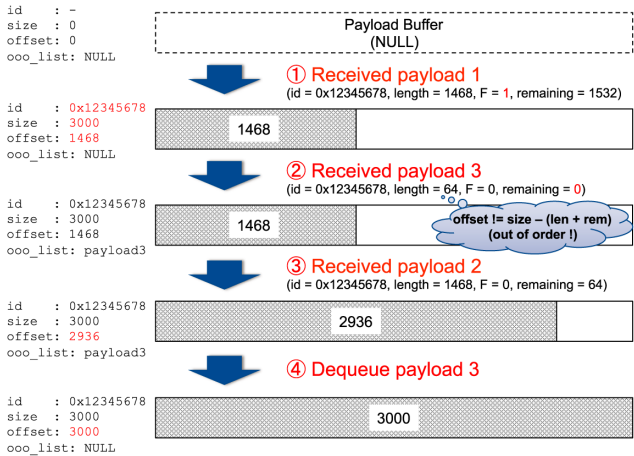 id    : -
size  : 0
offset: 0
ooo_list: NULL
Payload Buffer
(NULL)
① Received payload 1
(id = 0x12345678, length = 1468, F = 1, remaining = 1532)
id    : 0x12345678
size  : 3000
offset: 1468
ooo_list: NULL
1468
② Received payload 3
(id = 0x12345678, length = 64, F = 0, remaining = 0)
id    : 0x12345678
size  : 3000
offset: 1468
ooo_list: payload3
1468
offset != size – (len + rem)
(out of order !)
③ Received payload 2
(id = 0x12345678, length = 1468, F = 0, remaining = 64)
id    : 0x12345678
size  : 3000
offset: 2936
ooo_list: payload3
2936
④ Dequeue payload 3
id    : 0x12345678
size  : 3000
offset: 3000
ooo_list: NULL
3000